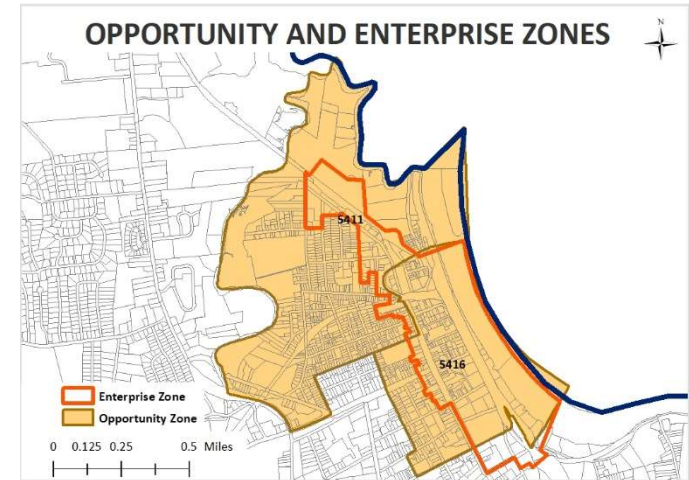 OPPORTUNITY AND ENTERPRISE ZONES
N
5411
5416
Enterprise Zone
Opportunity Zone
0 0.125 0.25 0.5 Miles